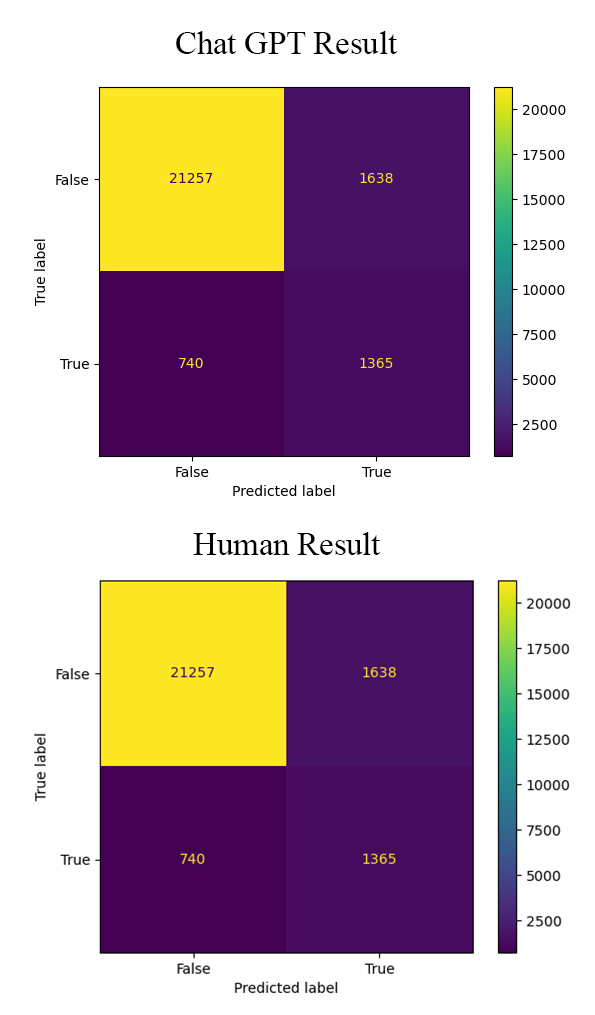 Chat GPT Result
False
21257
1638
True
740
1365
False
True
Predicted label
True label
20000
17500
15000
12500
10000
7500
5000
2500
Human Result
False
21257
1638
True
740
1365
False
True
Predicted label
True label
20000
17500
15000
12500
10000
7500
5000
2500